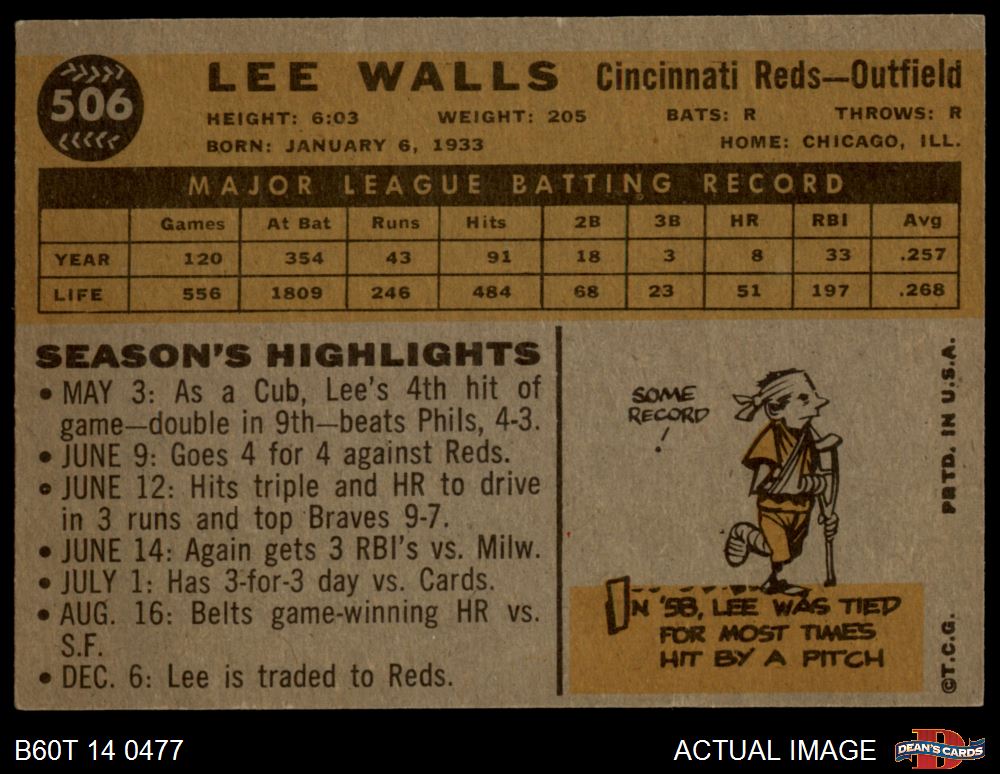 506
LEE WALLS Cincinnati Reds—Outfield
HEIGHT: 6:03 WEIGHT: 205 BATS: R THROWS: R
BORN: JANUARY 6, 1933 HOME: CHICAGO, ILL.
MAJOR LEAGUE BATTING RECORD
Games At Bat Runs Hits 2B 3B HR RBI Avg
YEAR 120 354 43 91 18 3 8 33 .257
LIFE 556 1809 246 484 68 23 51 197 .268
SEASON'S HIGHLIGHTS
• MAY 3: As a Cub, Lee's 4th hit of
game—double in 9th—beats Phils, 4-3.
• JUNE 9: Goes 4 for 4 against Reds.
• JUNE 12: Hits triple and HR to drive
in 3 runs and top Braves 9-7.
• JUNE 14: Again gets 3 RBI's vs. Milw.
• JULY 1: Has 3-for-3 day vs. Cards.
• AUG. 16: Belts game-winning HR vs.
S.F.
• DEC. 6: Lee is traded to Reds.
SOME
RECORD!
IN '58, LEE WAS TIED
FOR MOST TIMES
HIT BY A PITCH
©T.C.G. PRTD. IN U.S.A.
B60T 14 0477 ACTUAL IMAGE DEAN'S CARDS